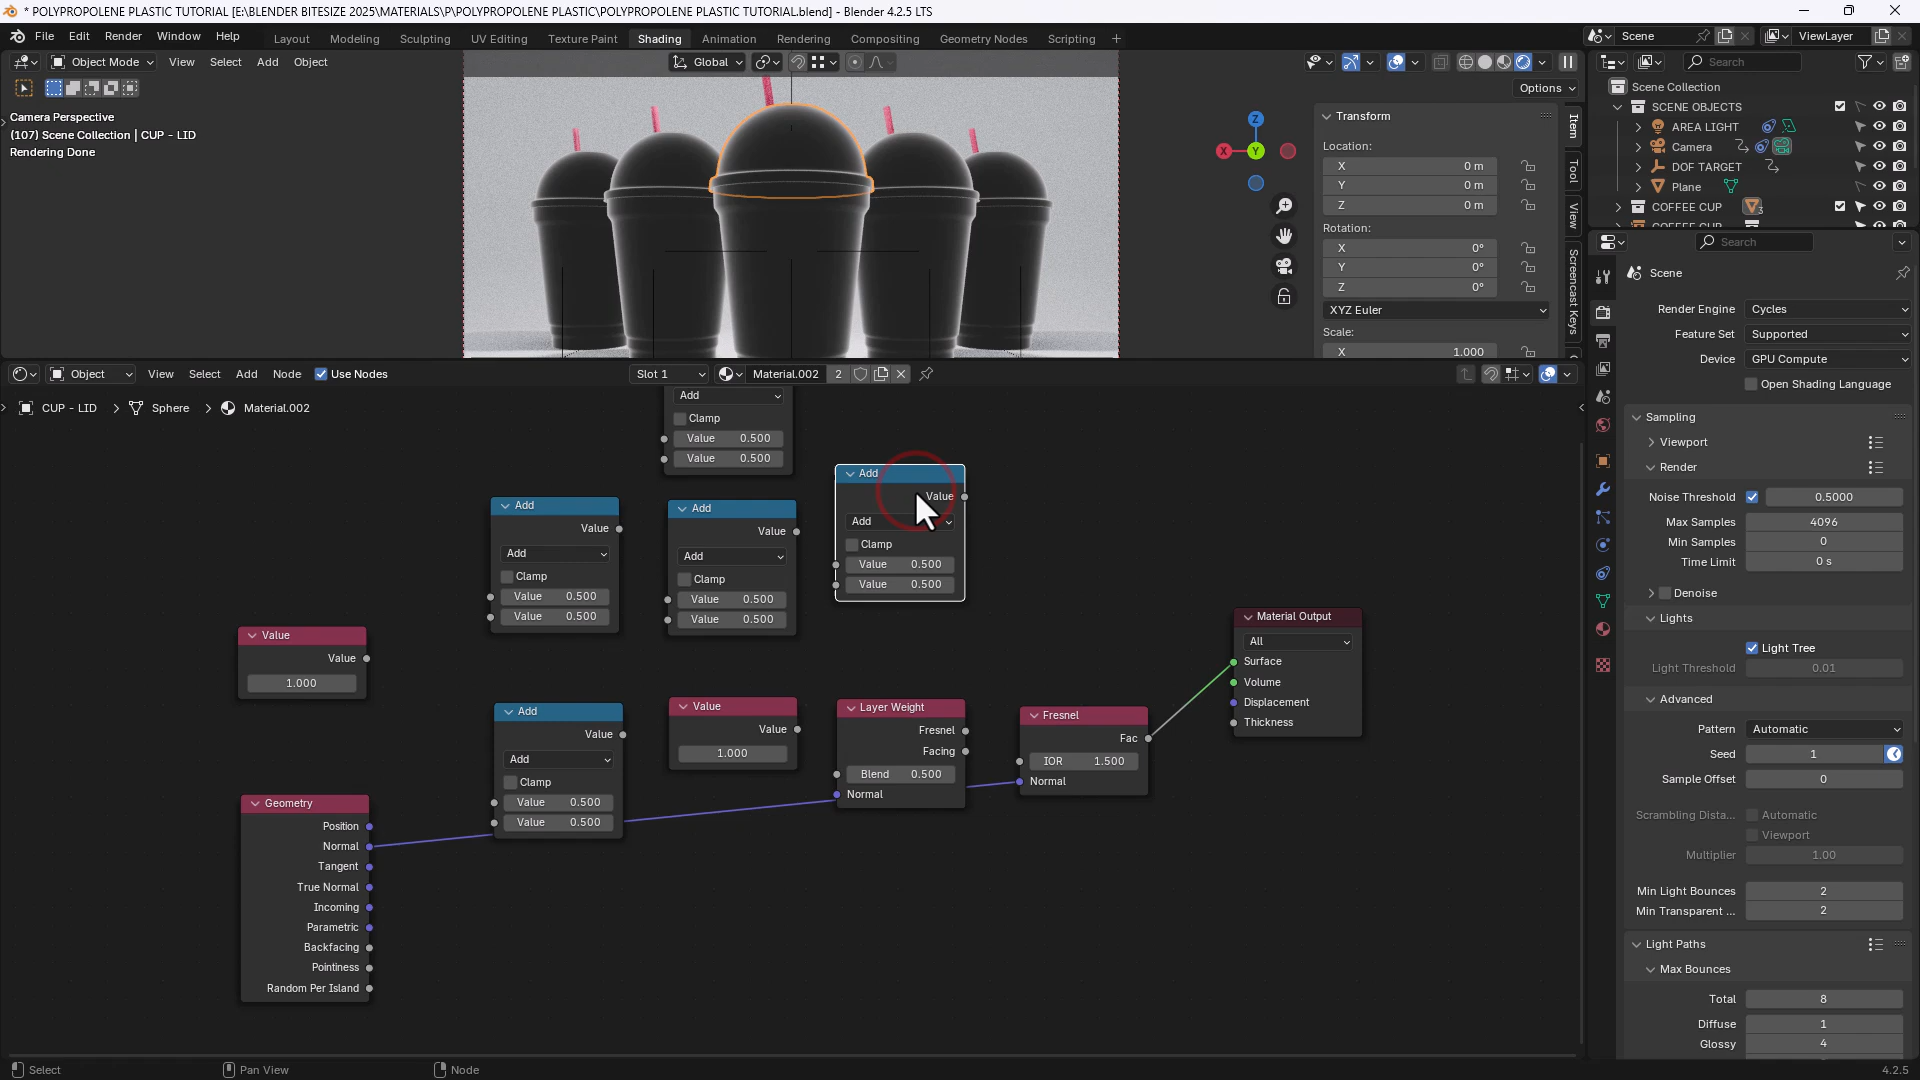 * POLYPROPOLENE PLASTIC TUTORIAL [E:\BLENDER BITESIZE 2025\MATERIALS\P\POLYPROPOLENE PLASTIC\POLYPROPOLENE PLASTIC TUTORIAL.blend] - Blender 4.2.5 LTS
File Edit Render Window Help Layout Modeling Sculpting UV Editing Texture Paint Shading Animation Rendering Compositing Geometry Nodes Scripting + Scene ViewLayer
Object Mode View Select Add Object Global Search
Options
Camera Perspective
(107) Scene Collection | CUP - LID
Rendering Done
Z
X
Y
Transform
Location:
X 0 m
Y 0 m
Z 0 m
Rotation:
X 0°
Y 0°
Z 0°
XYZ Euler
Scale:
X 1.000
Item
Tool
View
Screencast Keys
Scene Collection
SCENE OBJECTS
AREA LIGHT
Camera
DOF TARGET
Plane
COFFEE CUP 3
Object View Select Add Node Use Nodes Slot 1 Material.002 2
CUP - LID > Sphere > Material.002
Add
Clamp
Value 0.500
Value 0.500
Add
Value
Add
Clamp
Value 0.500
Value 0.500
Add
Value
Add
Clamp
Value 0.500
Value 0.500
Add
Value
Add
Clamp
Value 0.500
Value 0.500
Value
Value
1.000
Add
Value
Add
Clamp
Value 0.500
Value 0.500
Value
Value
1.000
Layer Weight
Fresnel
Facing
Blend 0.500
Normal
Fresnel
Fac
IOR 1.500
Normal
Material Output
All
Surface
Volume
Displacement
Thickness
Geometry
Position
Normal
Tangent
True Normal
Incoming
Parametric
Backfacing
Pointiness
Random Per Island
Search
Scene
Render Engine Cycles
Feature Set Supported
Device GPU Compute
Open Shading Language
Sampling
Viewport
Render
Noise Threshold 0.5000
Max Samples 4096
Min Samples 0
Time Limit 0 s
Denoise
Lights
Light Tree
Light Threshold 0.01
Advanced
Pattern Automatic
Seed 1
Sample Offset 0
Scrambling Dista... Automatic
Viewport
Multiplier 1.00
Min Light Bounces 2
Min Transparent ... 2
Light Paths
Max Bounces
Total 8
Diffuse 1
Glossy 4
Select Pan View Node 4.2.5